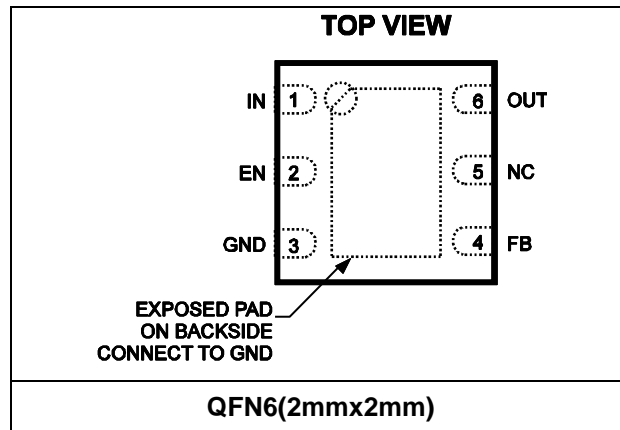 TOP VIEW
IN 1 6 OUT
EN 2 5 NC
GND 3 4 FB
EXPOSED PAD
ON BACKSIDE
CONNECT TO GND
QFN6(2mmx2mm)